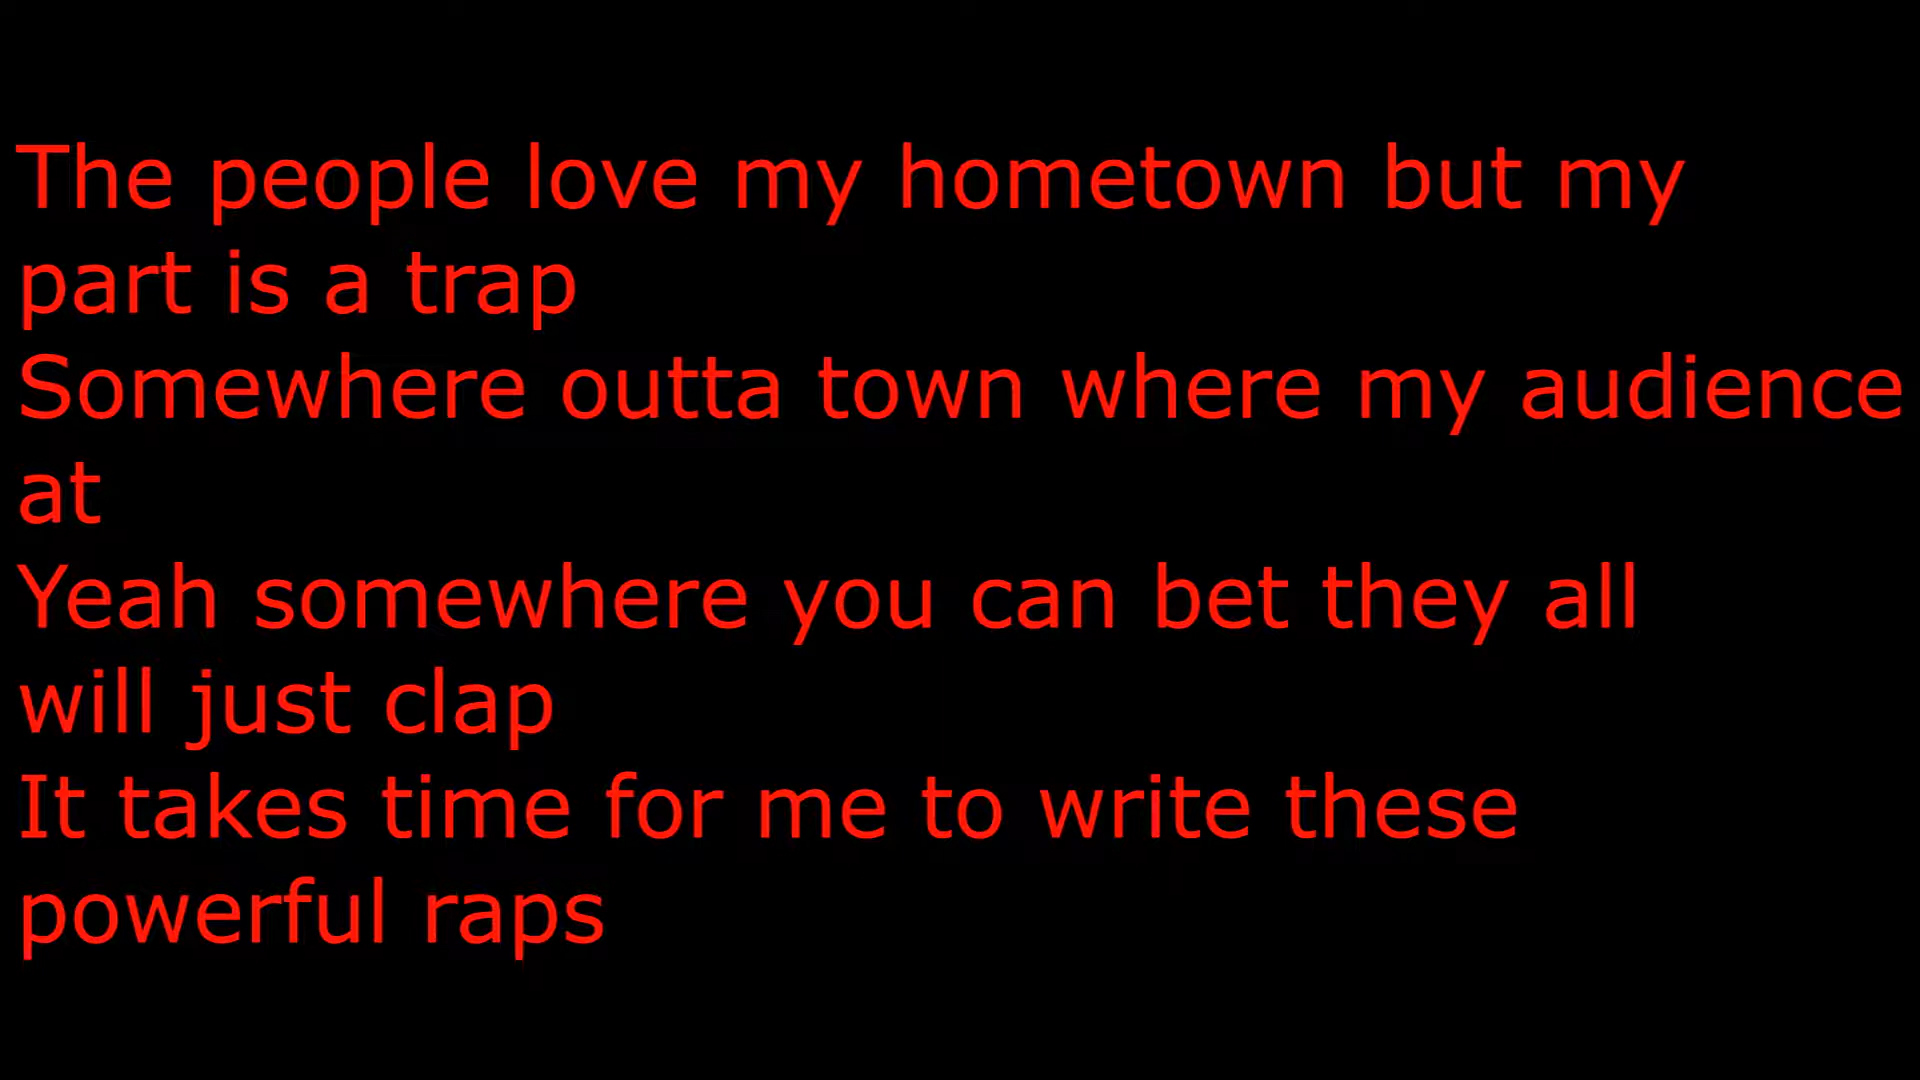 The people love my hometown but my
part is a trap
Somewhere outta town where my audience
at
Yeah somewhere you can bet they all
will just clap
It takes time for me to write these
powerful raps